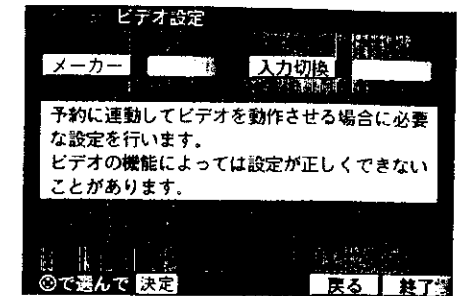 ビデオ設定
メーカー 入力切換
予約に連動してビデオを動作させる場合に必要
な設定を行います。
ビデオの機能によっては設定が正しくできない
ことがあります.
で選んで 決定 戻る 終了